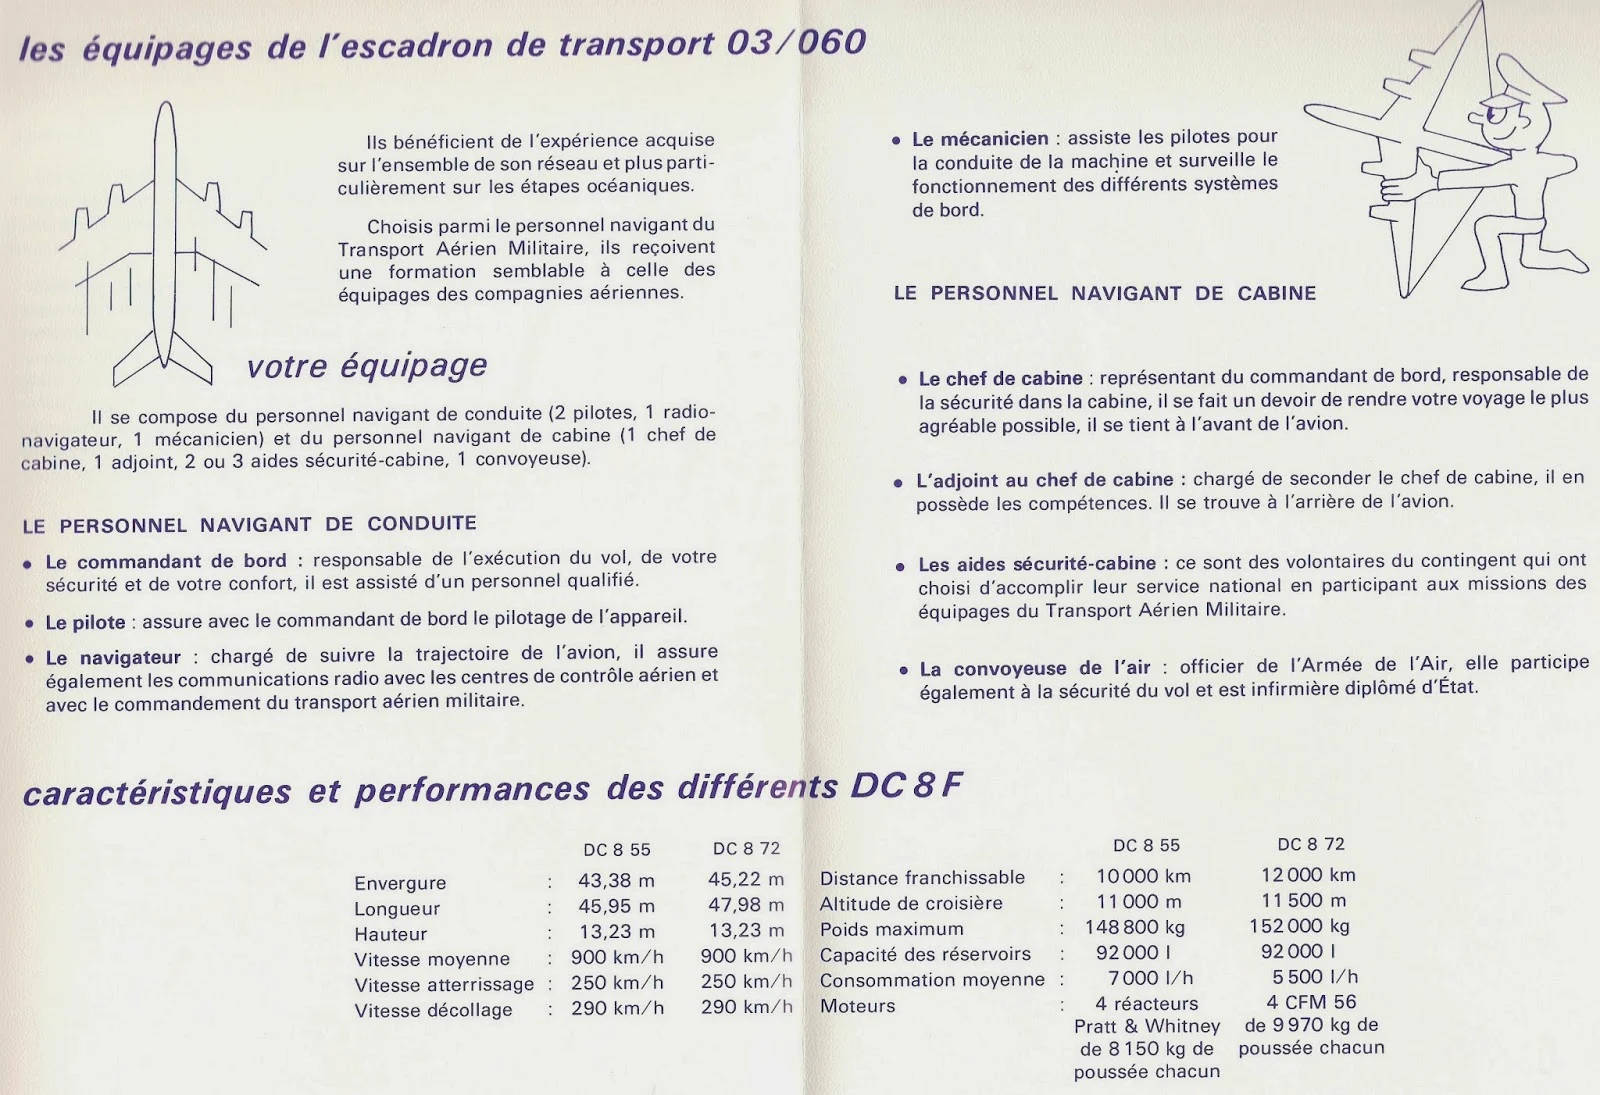 les équipages de l'escadron de transport 03/060
Ils bénéficient de l'expérience acquise
sur l'ensemble de son réseau et plus parti-
culièrement sur les étapes océaniques.
Choisis parmi le personnel navigant du
Transport Aérien Militaire, ils reçoivent
une formation semblable à celle des
équipages des compagnies aériennes.
votre équipage
Il se compose du personnel navigant de conduite (2 pilotes, 1 radio-
navigateur, 1 mécanicien) et du personnel navigant de cabine (1 chef de
cabine, 1 adjoint, 2 ou 3 aides sécurité-cabine, 1 convoyeuse).
LE PERSONNEL NAVIGANT DE CONDUITE
• Le commandant de bord : responsable de l'exécution du vol, de votre
sécurité et de votre confort, il est assisté d'un personnel qualifié.
• Le pilote : assure avec le commandant de bord le pilotage de l'appareil.
• Le navigateur : chargé de suivre la trajectoire de l'avion, il assure
également les communications radio avec les centres de contrôle aérien et
avec le commandement du transport aérien militaire.
• Le mécanicien : assiste les pilotes pour
la conduite de la machine et surveille le
fonctionnement des différents systèmes
de bord.
LE PERSONNEL NAVIGANT DE CABINE
• Le chef de cabine : représentant du commandant de bord, responsable de
la sécurité dans la cabine, il se fait un devoir de rendre votre voyage le plus
agréable possible, il se tient à l'avant de l'avion.
• L'adjoint au chef de cabine : chargé de seconder le chef de cabine, il en
possède les compétences. Il se trouve à l'arrière de l'avion.
• Les aides sécurité-cabine : ce sont des volontaires du contingent qui ont
choisi d'accomplir leur service national en participant aux missions des
équipages du Transport Aérien Militaire.
• La convoyeuse de l'air : officier de l'Armée de l'Air, elle participe
également à la sécurité du vol et est infirmière diplômé d'État.
caractéristiques et performances des différents DC 8 F
DC 8 55 DC 8 72
Envergure : 43,38 m 45,22 m
Longueur : 45,95 m 47,98 m
Hauteur : 13,23 m 13,23 m
Vitesse moyenne : 900 km/h 900 km/h
Vitesse atterrissage : 250 km/h 250 km/h
Vitesse décollage : 290 km/h 290 km/h
DC 8 55 DC 8 72
Distance franchissable : 10 000 km 12 000 km
Altitude de croisière : 11 000 m 11 500 m
Poids maximum : 148 800 kg 152 000 kg
Capacité des réservoirs : 92 000 l 92 000 l
Consommation moyenne : 7 000 l/h 5 500 l/h
Moteurs : 4 réacteurs 4 CFM 56
Pratt & Whitney de 9 970 kg de
de 8 150 kg de poussée chacun
poussée chacun